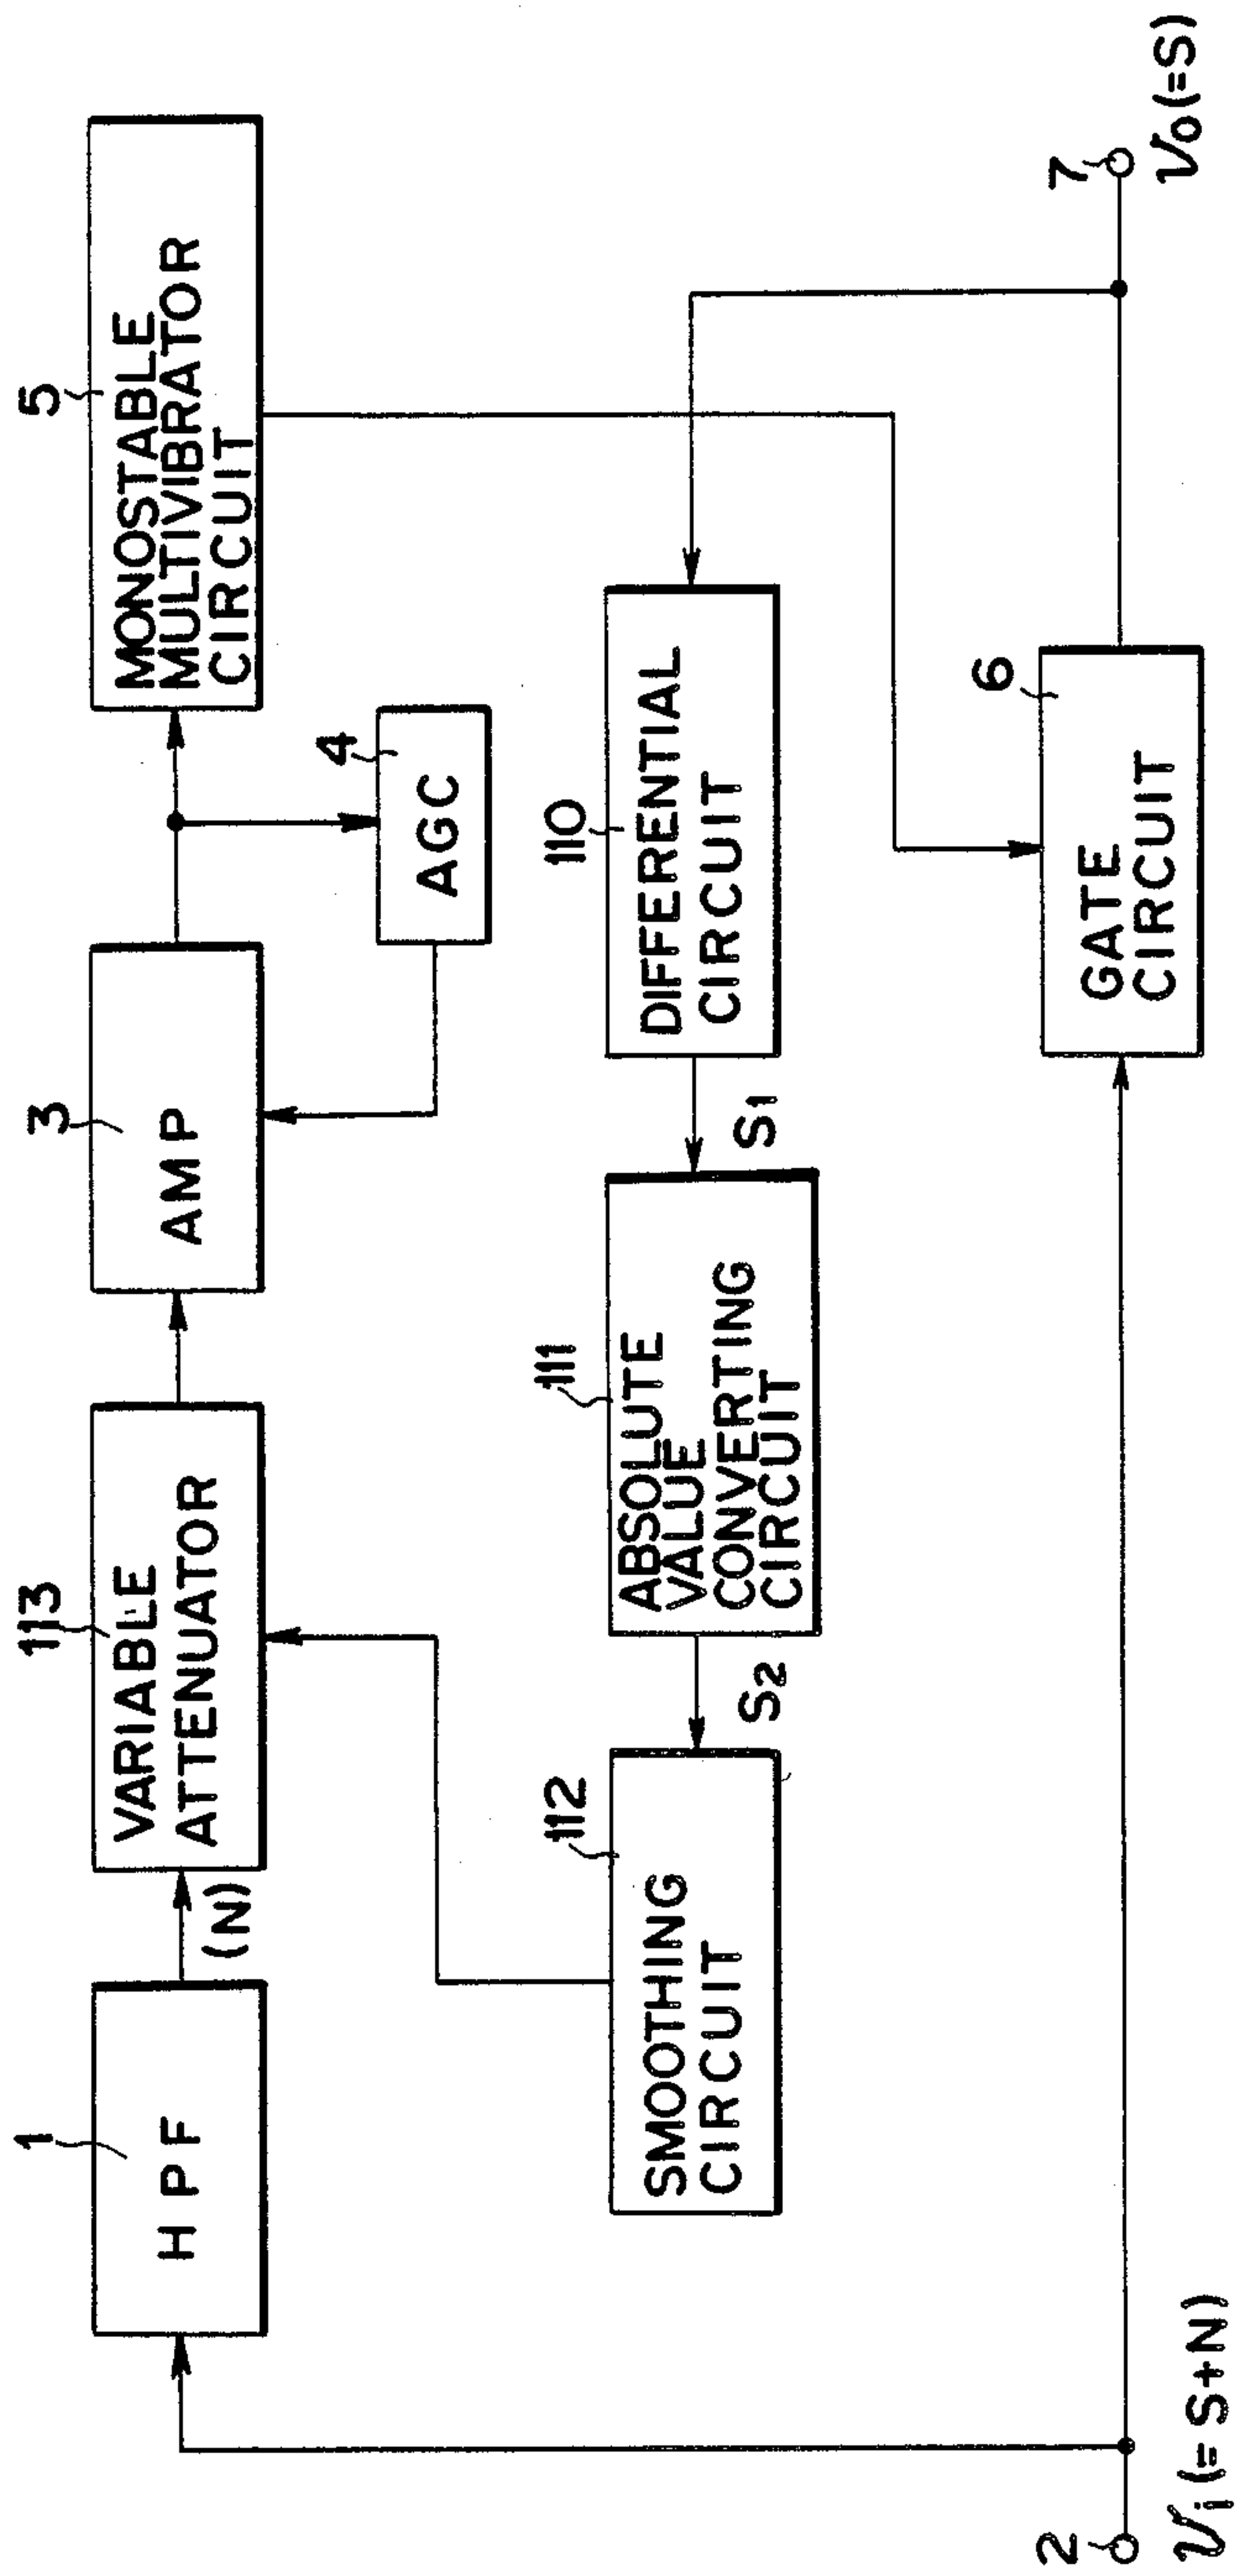 1
HPF
(N)
113
VARIABLE
ATTENUATOR
3
AMP
4
AGC
5
MONOSTABLE
MULTIVIBRATOR
CIRCUIT
112
SMOOTHING
CIRCUIT
S2
111
ABSOLUTE
VALUE
CONVERTING
CIRCUIT
S1
110
DIFFERENTIAL
CIRCUIT
6
GATE
CIRCUIT
2
Vi (= S+N)
7
Vo (=S)